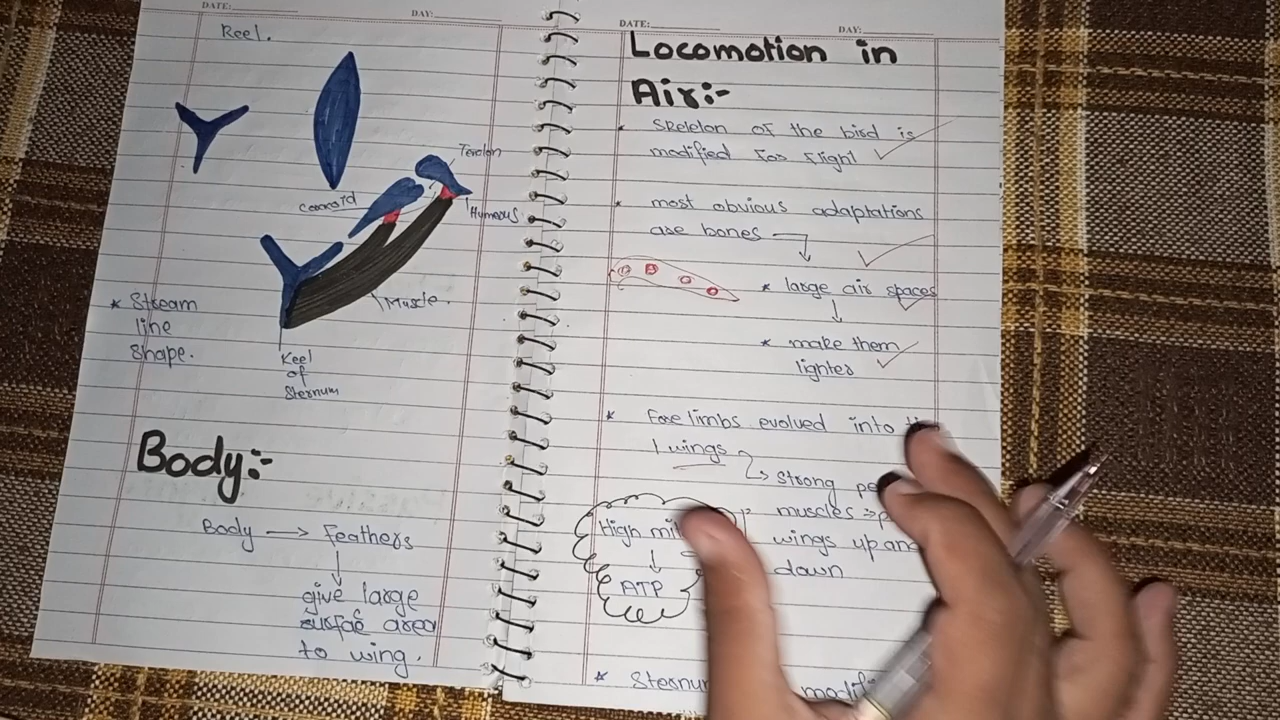 DATE:
DAY:
Reel.
Tendon
Coracoid
Humerus
Muscle.
* Stream
line
shape.
Keel
of
Sternum
Body:-
Body → Feathers
give large
surface area
to wing.
DATE:
DAY:
Locomotion in
Air:-
* Skeleton of the bird is
modified for flight
* most obvious adaptations
are bones
* large air spaces
* make them
lighter
* Fore limbs evolved into
wings
strong
muscles
wings up and
down
High
ATP
*